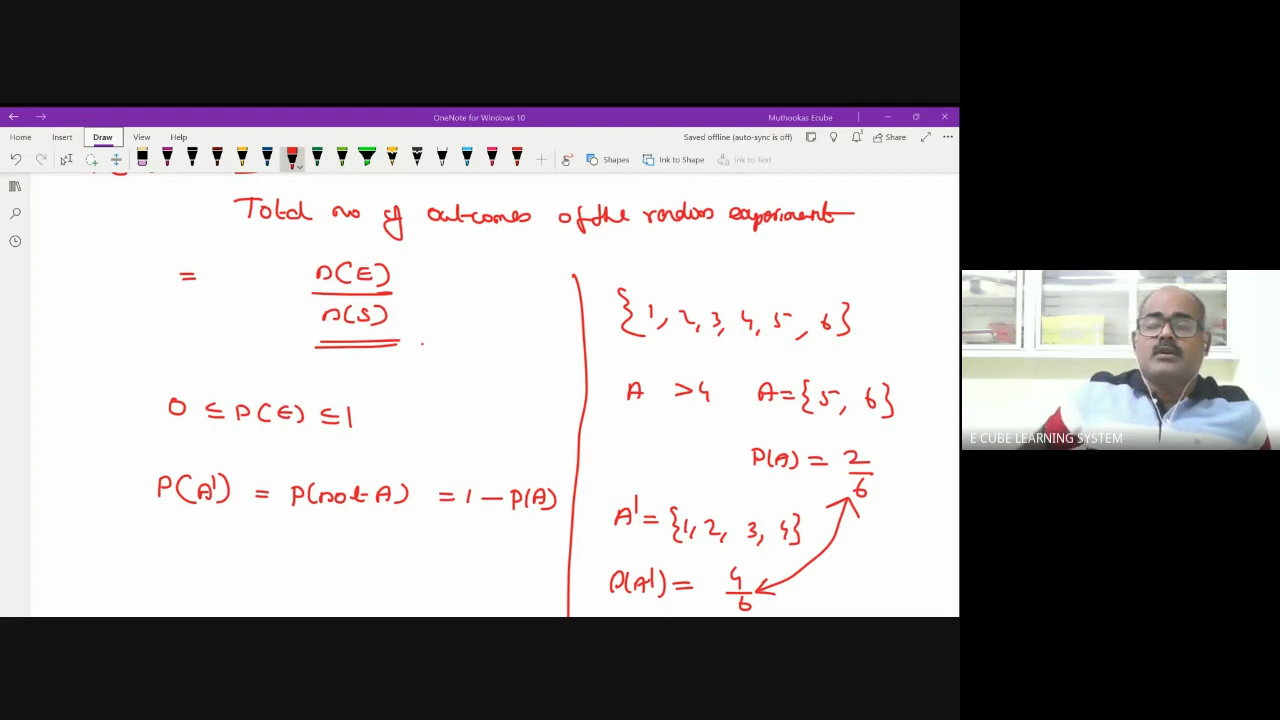 OneNote for Windows 10
Muthookas Ecube
Home Insert Draw View Help
Saved offline (auto-sync is off)
Share
Shapes
Ink to Shape
Ink to Text
Total no of outcomes of the random experiment
= n(E)
n(S)
0 ≤ P(E) ≤ 1
P(A') = P(not A) = 1 - P(A)
{1, 2, 3, 4, 5, 6}
A >4 A={5, 6}
P(A) = 2
6
A' = {1, 2, 3, 4}
P(A') = 4
6
E CUBE LEARNING SYSTEM